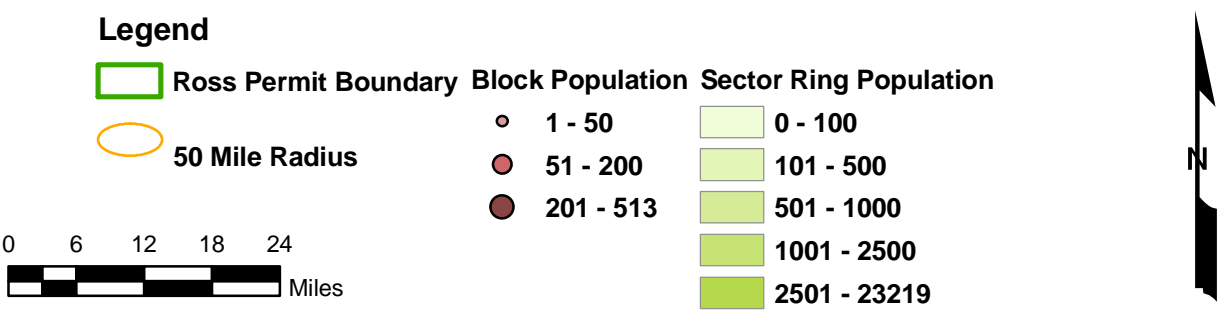 Legend
Ross Permit Boundary
50 Mile Radius
Block Population
1 - 50
51 - 200
201 - 513
Sector Ring Population
0 - 100
101 - 500
501 - 1000
1001 - 2500
2501 - 23219
0 6 12 18 24
Miles
N